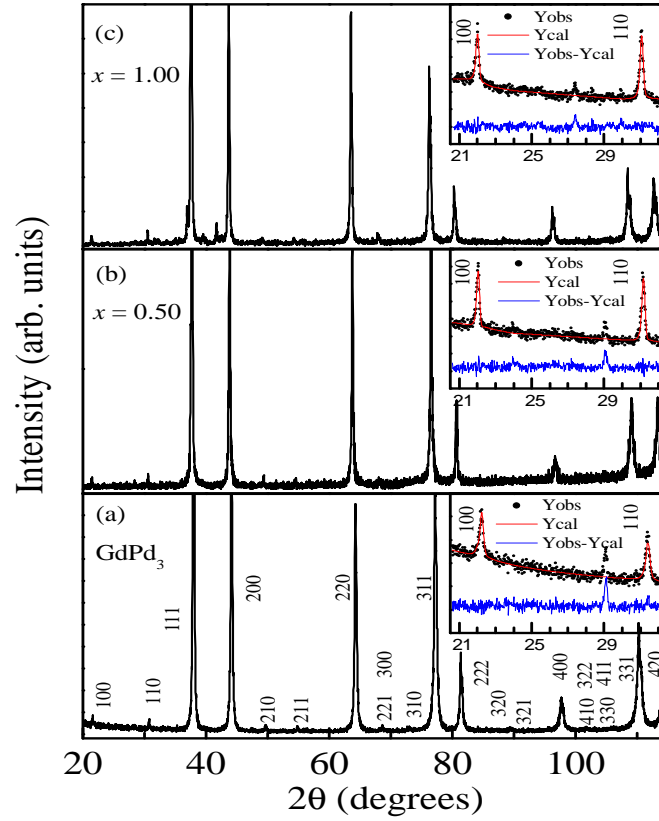 (c)
x = 1.00
100
110
Yobs
Ycal
Yobs-Ycal
21 25 29
(b)
x = 0.50
100
110
Yobs
Ycal
Yobs-Ycal
21 25 29
(a)
GdPd3
100
110
Yobs
Ycal
Yobs-Ycal
21 25 29
100
110
111
200
210
211
220
221
300
310
311
222
320
321
400
410
322
330
411
331
420
20 40 60 80 100
2θ (degrees)
Intensity (arb. units)